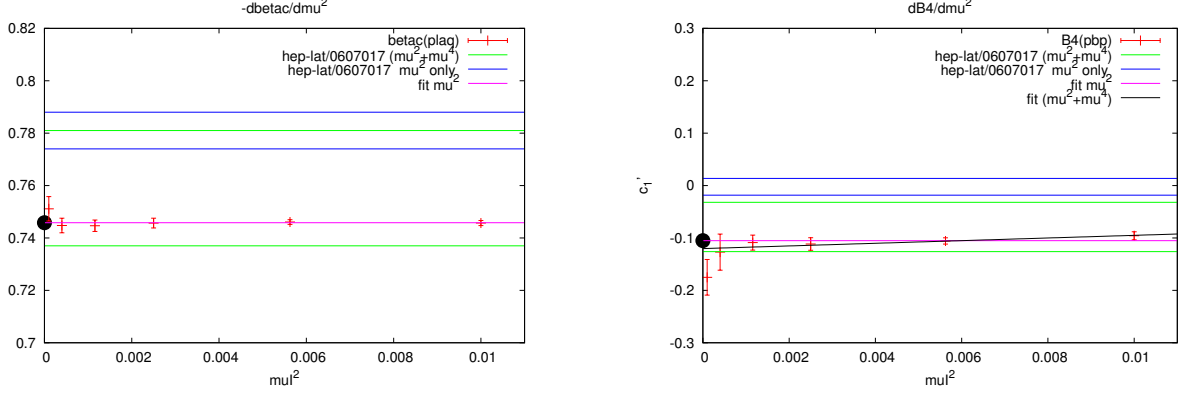 -dbetac/dmu²
0.82
0.8
0.78
0.76
0.74
0.72
0.7
0
0.002
0.004
0.006
0.008
0.01
muI²
betac(plaq)
hep-lat/0607017 (mu²+mu⁴)
hep-lat/0607017 mu² only
fit mu²
dB4/dmu²
0.3
0.2
0.1
0
-0.1
-0.2
-0.3
c₁'
0
0.002
0.004
0.006
0.008
0.01
muI²
B4(pbp)
hep-lat/0607017 (mu²+mu⁴)
hep-lat/0607017 mu² only
fit mu²
fit (mu²+mu⁴)